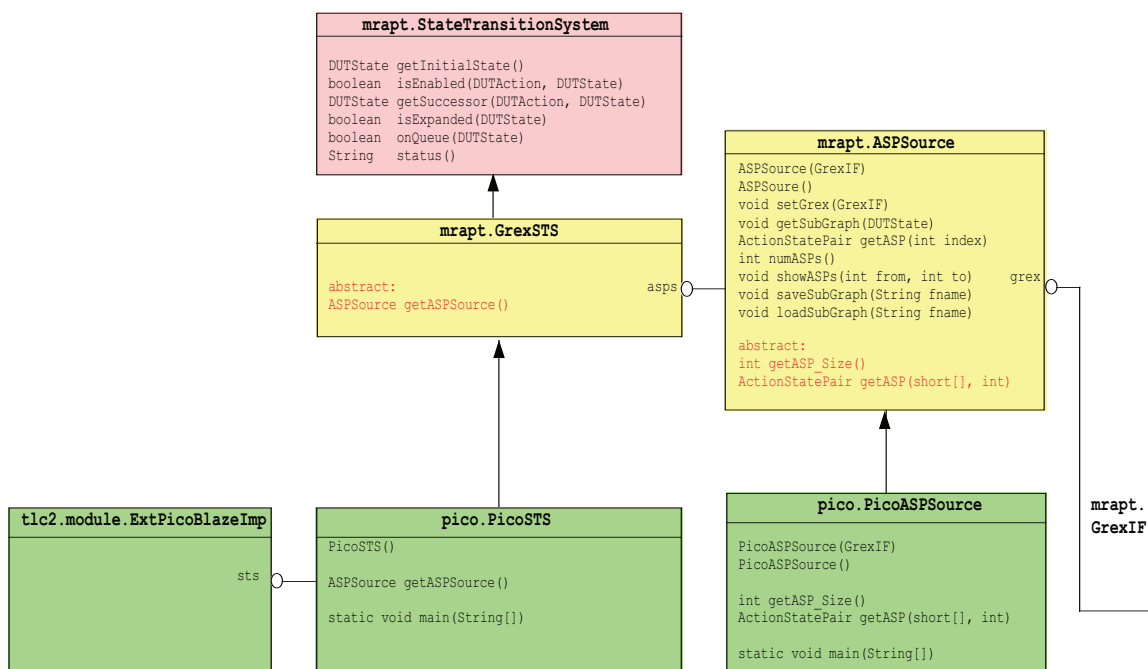 mrapt.StateTransitionSystem
DUTState getInitialState()
boolean  isEnabled(DUTAction, DUTState)
DUTState getSuccessor(DUTAction, DUTState)
boolean  isExpanded(DUTState)
boolean  onQueue(DUTState)
String   status()
mrapt.GrexSTS
abstract:
ASPSource getASPSource()
asps
mrapt.ASPSource
ASPSource(GrexIF)
ASPSoure()
void setGrex(GrexIF)
void getSubGraph(DUTState)
ActionStatePair getASP(int index)
int numASPs()
void showASPs(int from, int to)
void saveSubGraph(String fname)
void loadSubGraph(String fname)
grex
abstract:
int getASP_Size()
ActionStatePair getASP(short[], int)
tlc2.module.ExtPicoBlazeImp
sts
pico.PicoSTS
PicoSTS()
ASPSource getASPSource()
static void main(String[])
pico.PicoASPSource
PicoASPSource(GrexIF)
PicoASPSource()
int getASP_Size()
ActionStatePair getASP(short[], int)
static void main(String[])
mrapt.
GrexIF